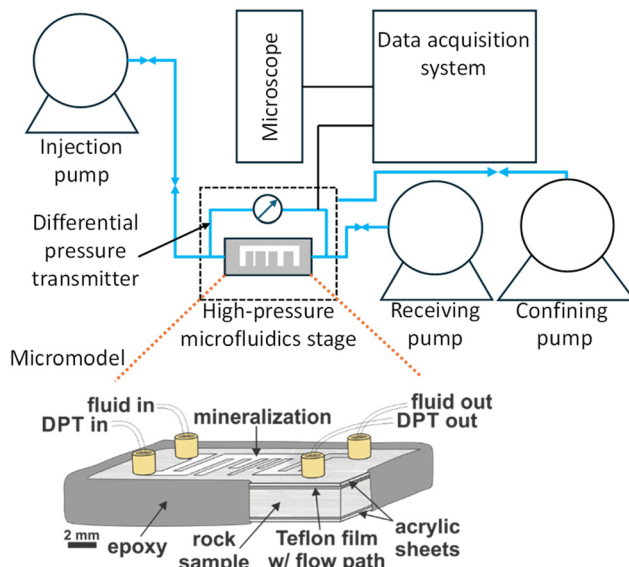 Injection
pump
Microscope
Data acquisition
system
Differential
pressure
transmitter
High-pressure
microfluidics stage
Receiving
pump
Confining
pump
Micromodel
fluid in
DPT in
mineralization
fluid out
DPT out
2 mm
epoxy
rock
sample
Teflon film
w/ flow path
acrylic
sheets